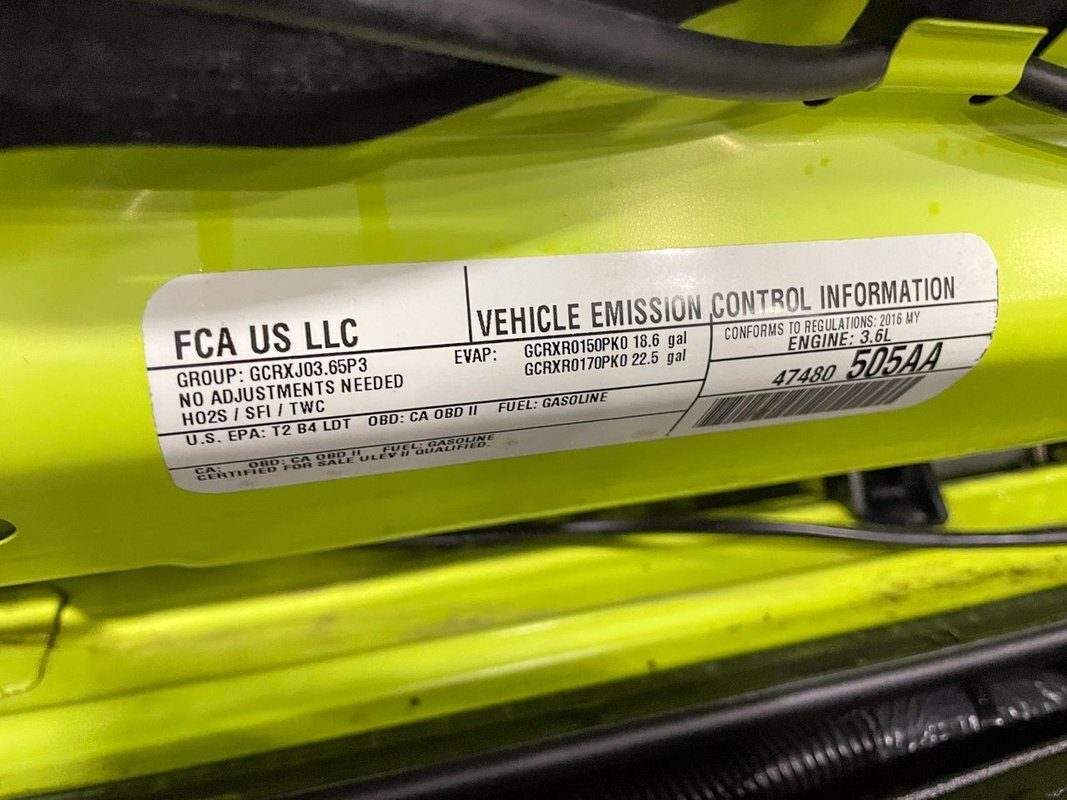 FCA US LLC
VEHICLE EMISSION CONTROL INFORMATION
GROUP: GCRXJ03.65P3
NO ADJUSTMENTS NEEDED
HO2S / SFI / TWC
EVAP: GCRXR0150PK0 18.6 gal
GCRXR0170PK0 22.5 gal
CONFORMS TO REGULATIONS: 2016 MY
ENGINE: 3.6L
47480 505AA
U.S. EPA: T2 B4 LDT OBD: CA OBD II FUEL: GASOLINE
CA: OBD: CA OBD II FUEL: GASOLINE
CERTIFIED FOR SALE ULEV II QUALIFIED.